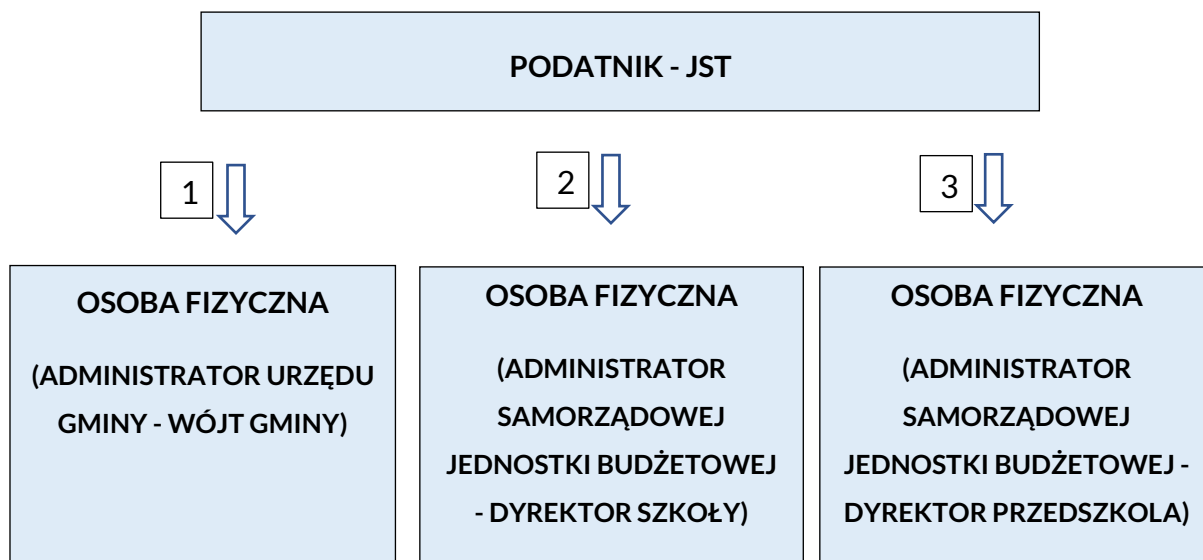 PODATNIK - JST
1
2
3
OSOBA FIZYCZNA
(ADMINISTRATOR URZĘDU
GMINY - WÓJT GMINY)
OSOBA FIZYCZNA
(ADMINISTRATOR
SAMORZĄDOWEJ
JEDNOSTKI BUDŻETOWEJ
- DYREKTOR SZKOŁY)
OSOBA FIZYCZNA
(ADMINISTRATOR
SAMORZĄDOWEJ
JEDNOSTKI BUDŻETOWEJ -
DYREKTOR PRZEDSZKOLA)